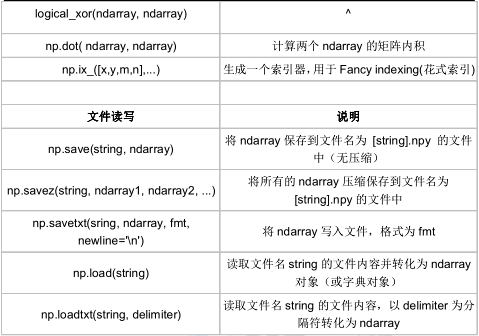 logical_xor(ndarray, ndarray) ^
np.dot( ndarray, ndarray) 计算两个 ndarray 的矩阵内积
np.ix_([x,y,m,n],...) 生成一个索引器，用于 Fancy indexing(花式索引)
文件读写 说明
np.save(string, ndarray) 将 ndarray 保存到文件名为 [string].npy 的文件
中（无压缩）
np.savez(string, ndarray1, ndarray2, ...) 将所有的 ndarray 压缩保存到文件名为
[string].npy 的文件中
np.savetxt(sring, ndarray, fmt,
newline='\n') 将 ndarray 写入文件，格式为 fmt
np.load(string) 读取文件名 string 的文件内容并转化为 ndarray
对象（或字典对象）
np.loadtxt(string, delimiter) 读取文件名 string 的文件内容，以 delimiter 为分
隔符转化为 ndarray